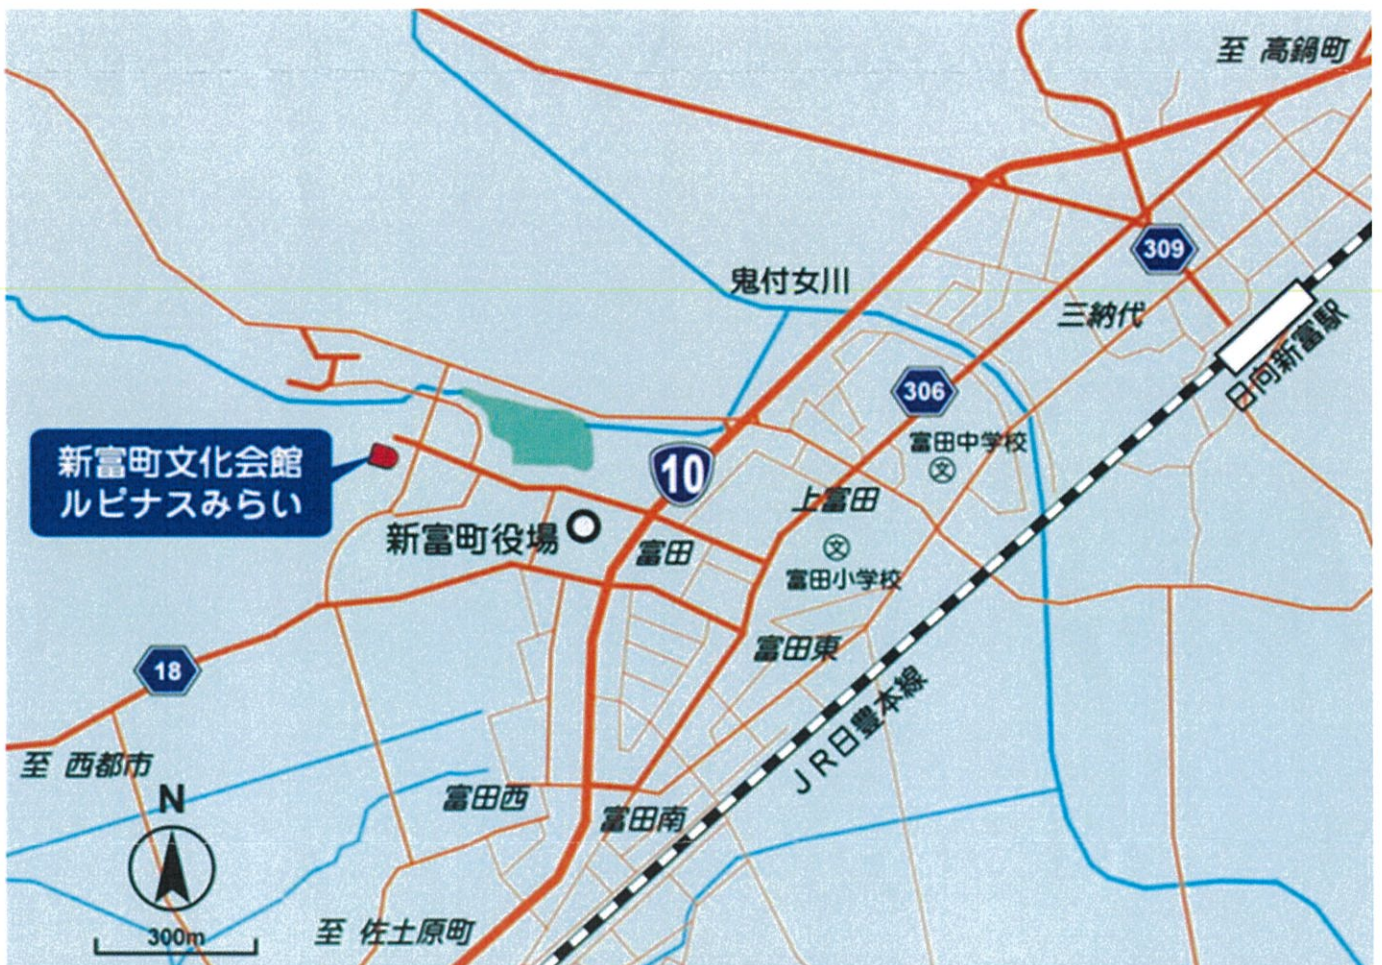 至 高鍋町
309
鬼付女川
三納代
日向新富駅
306
富田中学校
文
新富町文化会館
ルピナスみらい
10
上富田
新富町役場
富田
文
富田小学校
富田東
18
JR日豊本線
至 西都市
N
富田西
富田南
至 佐土原町
300m